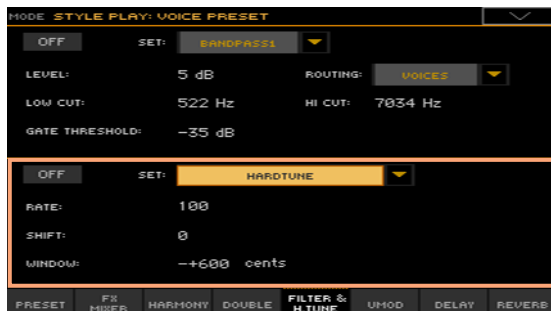 MODE STYLE PLAY: VOICE PRESET
OFF SET: BANDPASS1
LEVEL: 5 dB ROUTING: VOICES
LOW CUT: 522 Hz HI CUT: 7034 Hz
GATE THRESHOLD: -35 dB
OFF SET: HARDTUNE
RATE: 100
SHIFT: 0
WINDOW: -+600 cents
PRESET FX MIXER HARMONY DOUBLE FILTER & H.TUNE UMOD DELAY REVERB